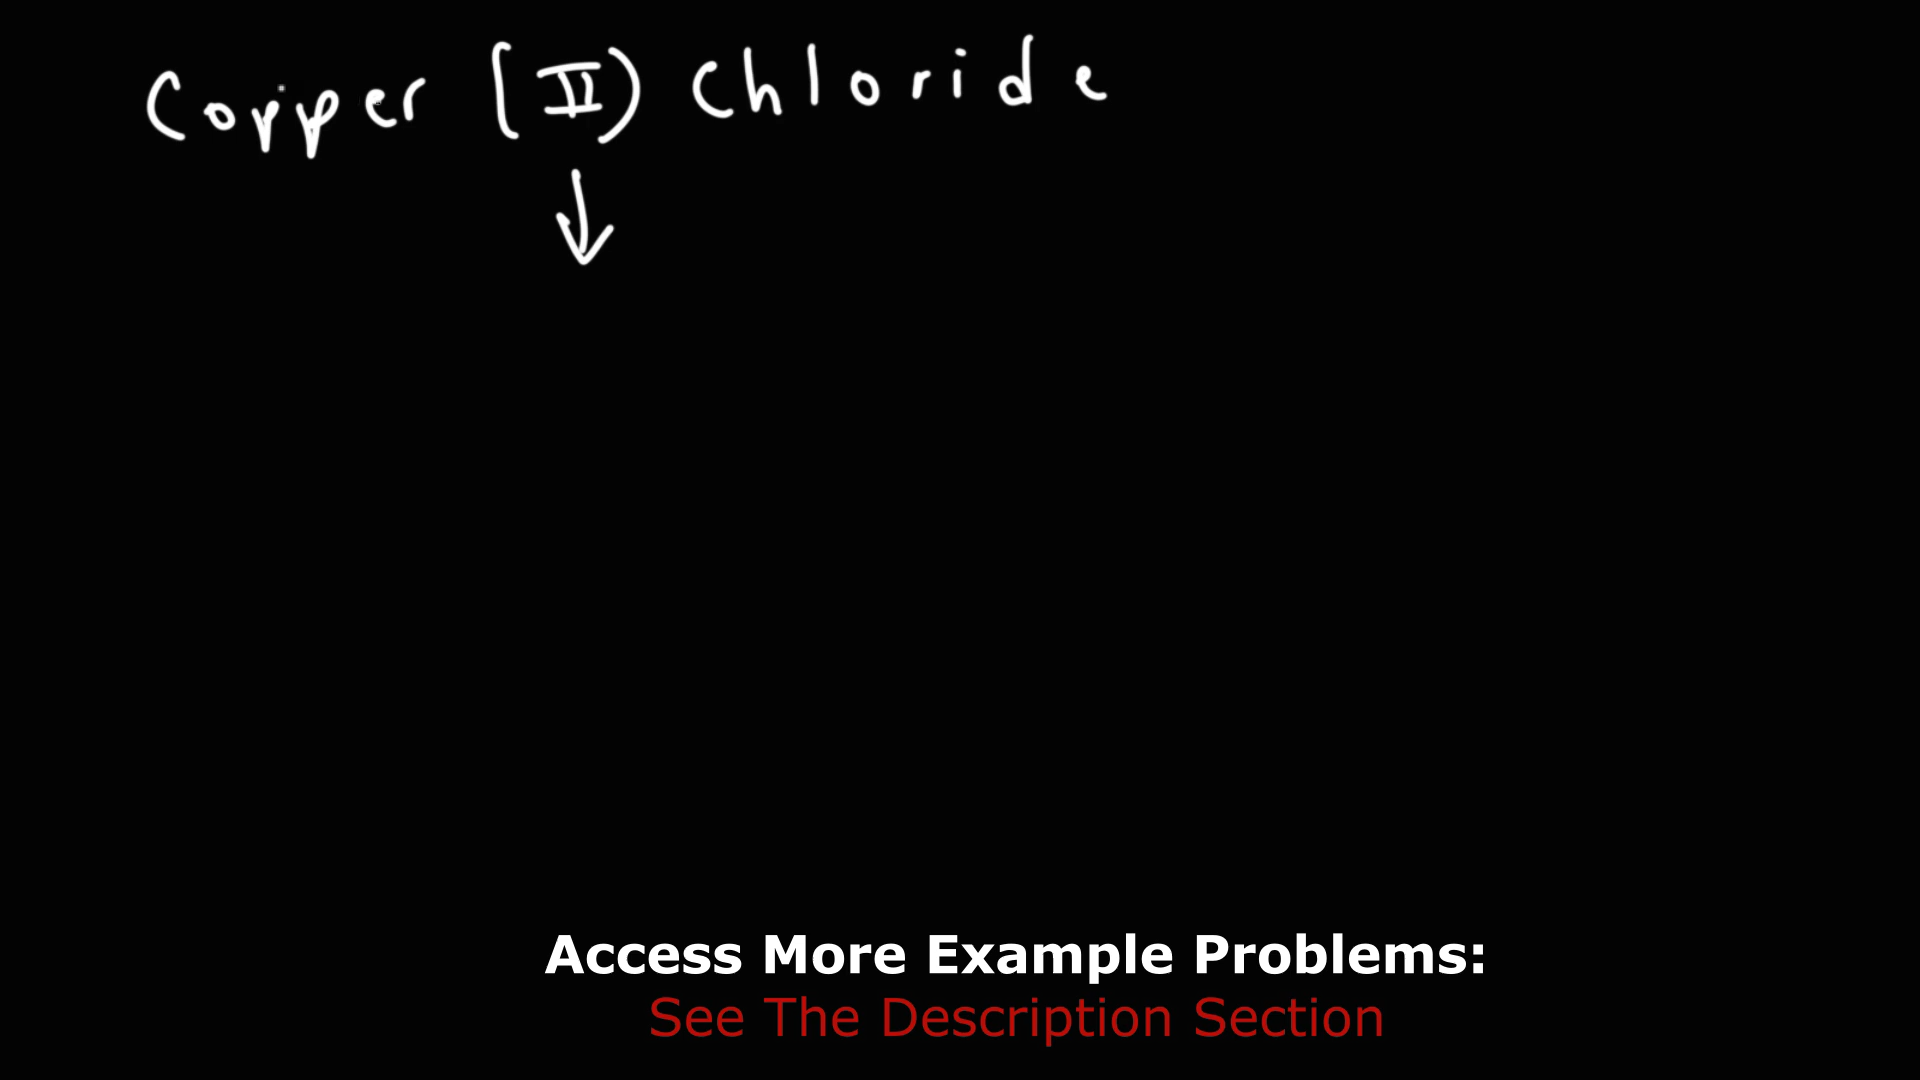 Copper (II) Chloride
Access More Example Problems:
See The Description Section